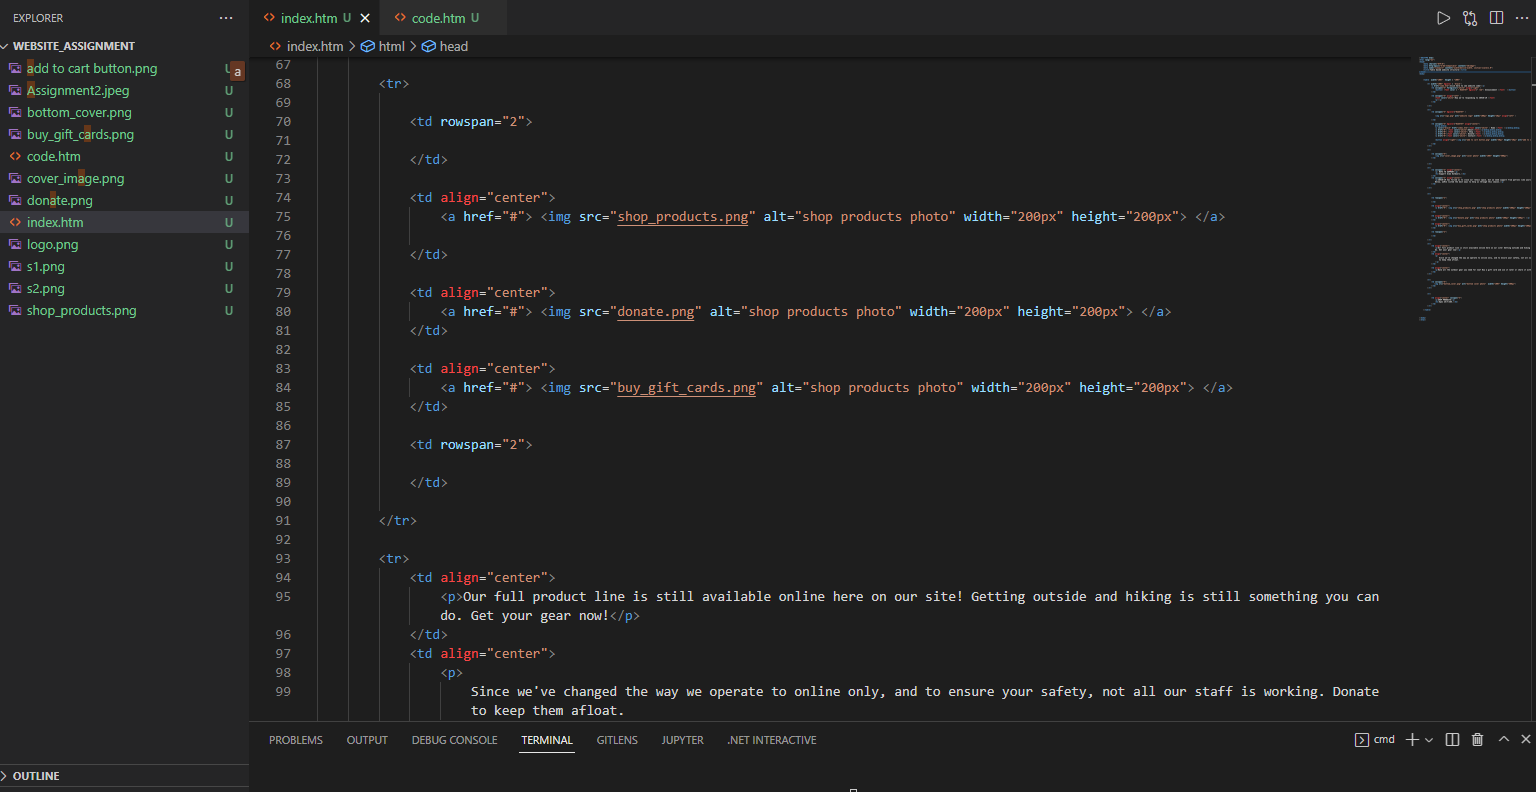 EXPLORER
WEBSITE_ASSIGNMENT
add to cart button.png U
a
Assignment2.jpeg U
bottom_cover.png U
buy_gift_cards.png U
code.htm U
cover_image.png U
donate.png U
index.htm U
logo.png U
s1.png U
s2.png U
shop_products.png U
OUTLINE
index.htm U
code.htm U
index.htm > html > head
67
68 <tr>
69
70 <td rowspan="2">
71
72 </td>
73
74 <td align="center">
75 <a href="#"> <img src="shop_products.png" alt="shop products photo" width="200px" height="200px"> </a>
76
77 </td>
78
79 <td align="center">
80 <a href="#"> <img src="donate.png" alt="shop products photo" width="200px" height="200px"> </a>
81 </td>
82
83 <td align="center">
84 <a href="#"> <img src="buy_gift_cards.png" alt="shop products photo" width="200px" height="200px"> </a>
85 </td>
86
87 <td rowspan="2">
88
89 </td>
90
91 </tr>
92
93 <tr>
94 <td align="center">
95 <p>Our full product line is still available online here on our site! Getting outside and hiking is still something you can
do. Get your gear now!</p>
96 </td>
97 <td align="center">
98 <p>
99 Since we've changed the way we operate to online only, and to ensure your safety, not all our staff is working. Donate
to keep them afloat.
PROBLEMS OUTPUT DEBUG CONSOLE TERMINAL GITLENS JUPYTER .NET INTERACTIVE
cmd